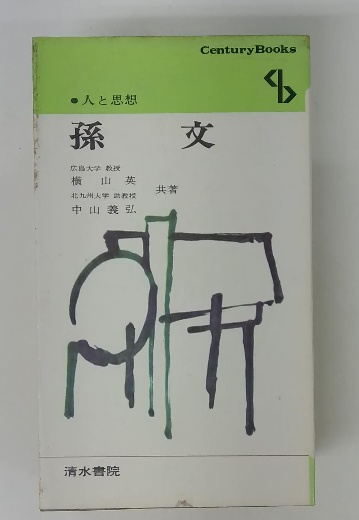 CenturyBooks
●人と思想
孫 文
広島大学 教授
横 山 英
北九州大学 助教授
中 山 義 弘
共著
清水書院